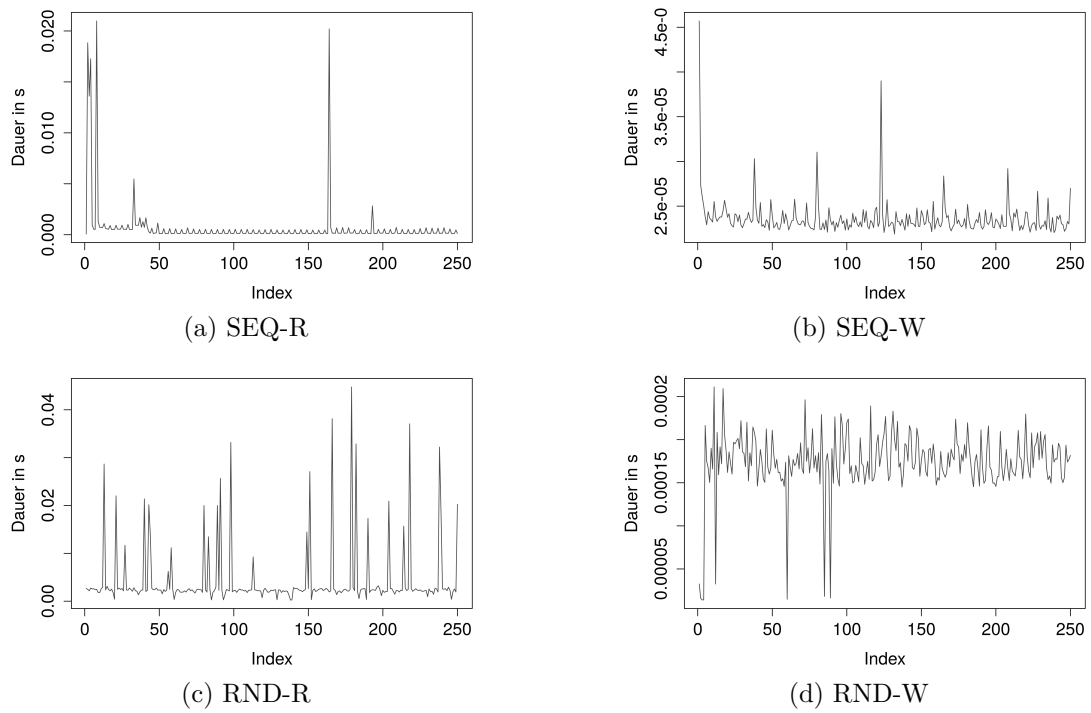 0.020
0.010
0.000
Dauer in s
0 50 100 150 200 250
Index
(a) SEQ-R
4.5e-0
3.5e-05
2.5e-05
Dauer in s
0 50 100 150 200 250
Index
(b) SEQ-W
0.04
0.02
0.00
Dauer in s
0 50 100 150 200 250
Index
(c) RND-R
0.0002
0.00015
0.00005
Dauer in s
0 50 100 150 200 250
Index
(d) RND-W